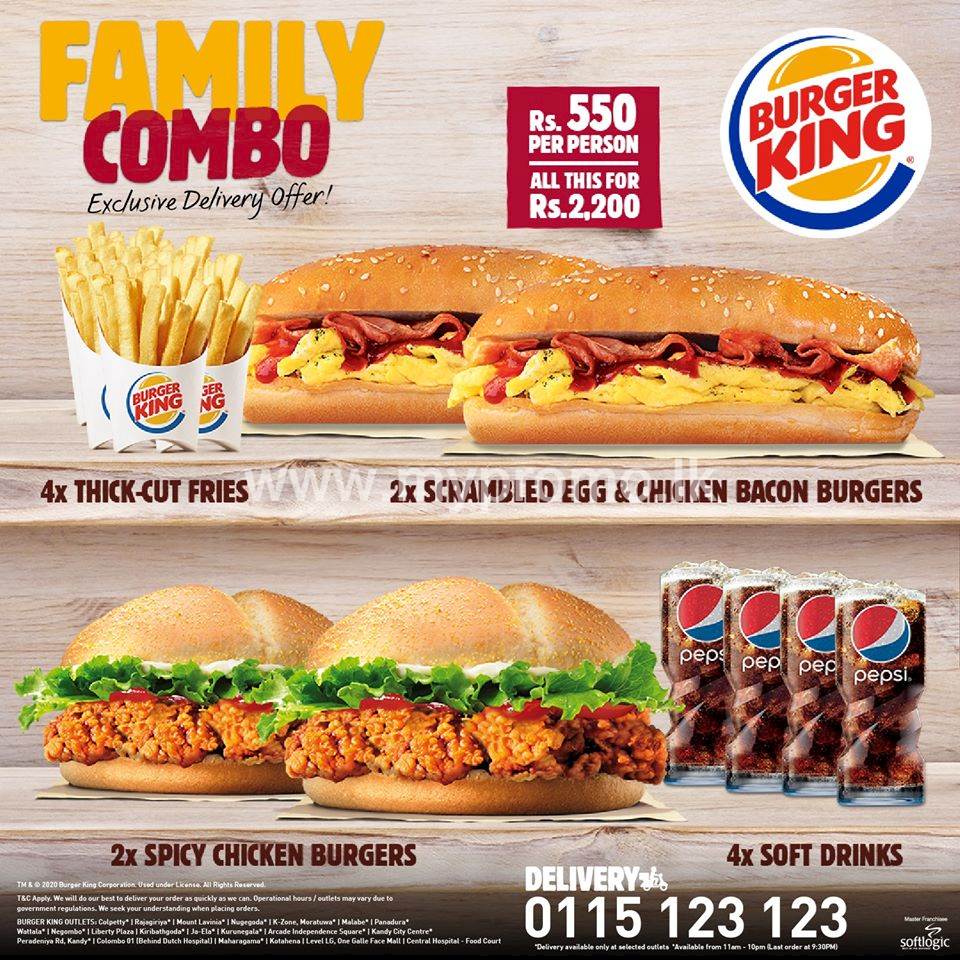 FAMILY
COMBO
Exclusive Delivery Offer!
Rs. 550
PER PERSON
ALL THIS FOR
Rs.2,200
BURGER
KING
®
BURGER
KING
ER
NG
4x THICK-CUT FRIES
2x SCRAMBLED EGG & CHICKEN BACON BURGERS
www.mypromo.lk
peps
pep
pep
pepsi
2x SPICY CHICKEN BURGERS
4x SOFT DRINKS
TM & © 2020 Burger King Corporation. Used under License. All Rights Reserved.
T&C Apply. We will do our best to deliver your order as quickly as we can. Operational hours / outlets may vary due to
government regulations. We seek your understanding when placing orders.
BURGER KING OUTLETS: Colpetty* | Rajagiriya* | Mount Lavinia* | Nugegoda* | K-Zone, Moratuwa* | Malabe* | Panadura*
Wattala* | Negombo* | Liberty Plaza | Kiribathgoda* | Ja-Ela* | Kurunegala* | Arcade Independence Square* | Kandy City Centre*
Peradeniya Rd, Kandy* | Colombo 01 (Behind Dutch Hospital) | Maharagama* | Kotahena | Level LG, One Galle Face Mall | Central Hospital - Food Court
DELIVERY
0115 123 123
*Delivery available only at selected outlets *Available from 11am - 10pm (Last order at 9:30PM)
Master Franchisee
softlogic